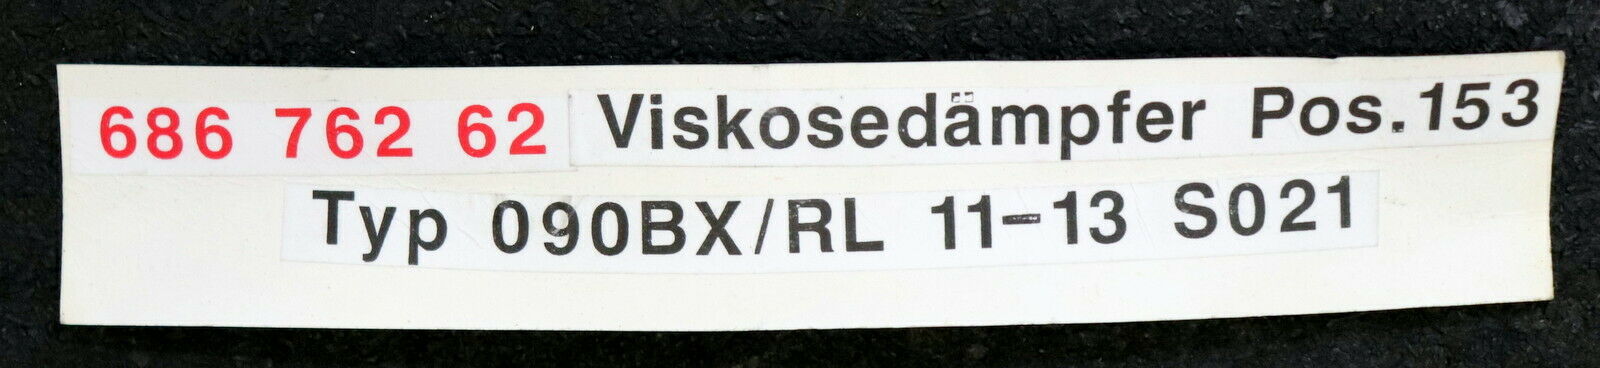 686 762 62 Viskosedämpfer Pos.153
Typ 090BX/RL 11-13 S021